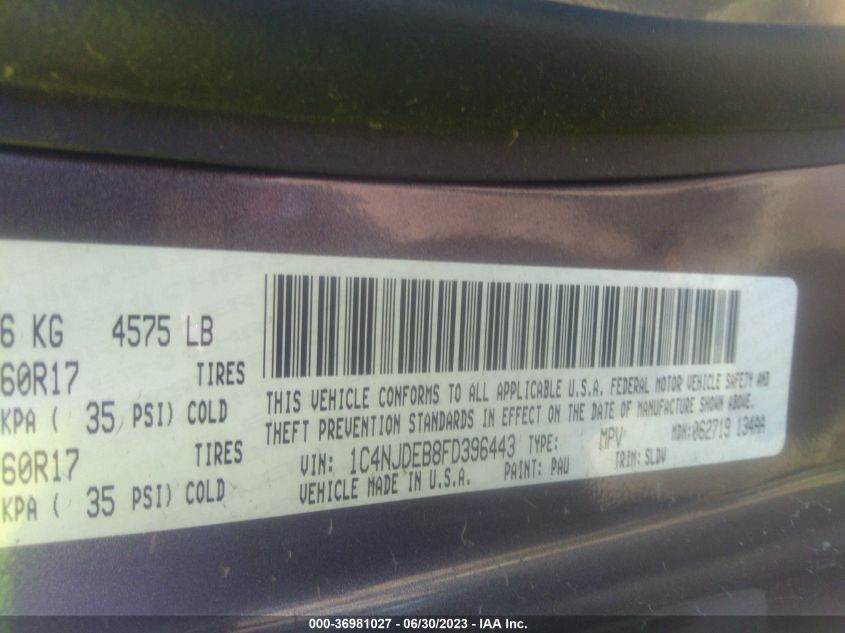 6 KG 4575 LB
60R17 TIRES
KPA ( 35 PSI) COLD
60R17 TIRES
KPA ( 35 PSI) COLD
THIS VEHICLE CONFORMS TO ALL APPLICABLE U.S.A. FEDERAL MOTOR VEHICLE SAFETY AND
THEFT PREVENTION STANDARDS IN EFFECT ON THE DATE OF MANUFACTURE SHOWN ABOVE.
VIN: 1C4NJDEB8FD396443 TYPE: MPV MDH: 062719 134AA
VEHICLE MADE IN U.S.A. PAINT: PAU TRIM: SLDV
000-36981027 - 06/30/2023 - IAA Inc.